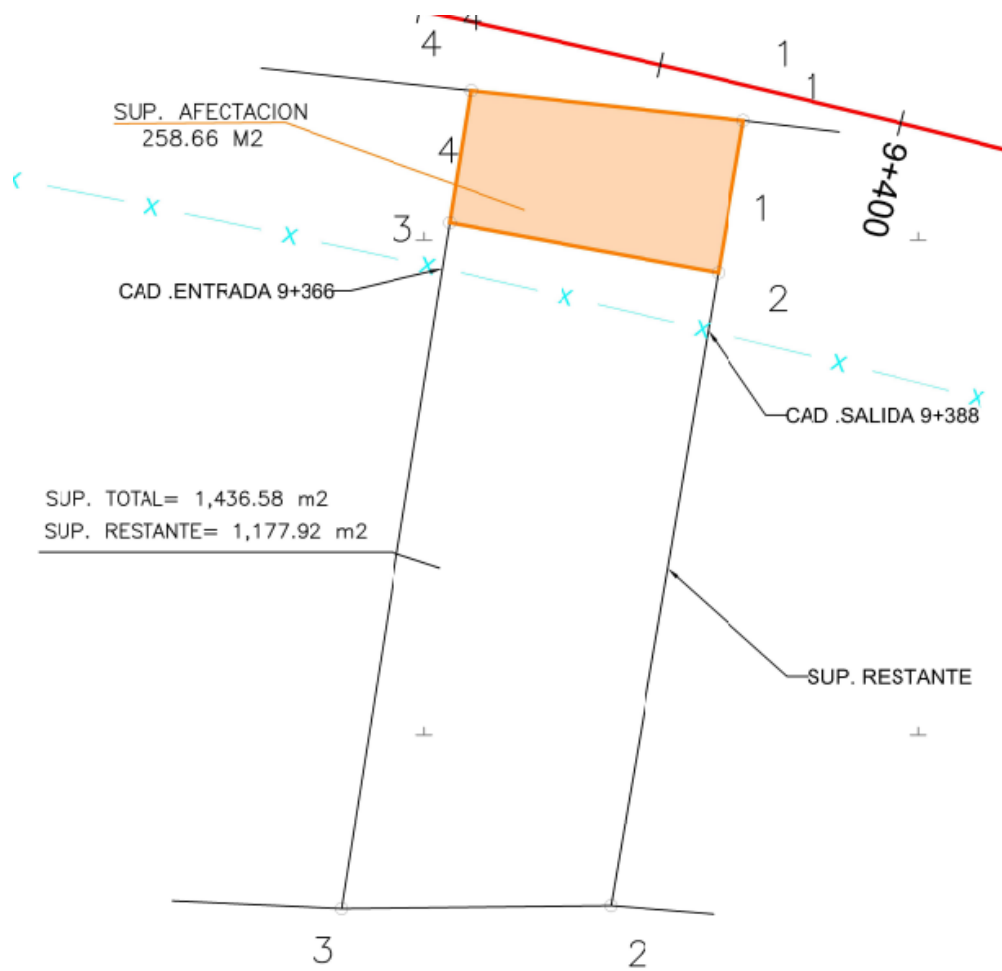 4
4
1
1
SUP. AFECTACION
258.66 M2
4
9+400
1
3
CAD .ENTRADA 9+366
2
CAD .SALIDA 9+388
SUP. TOTAL= 1,436.58 m2
SUP. RESTANTE= 1,177.92 m2
SUP. RESTANTE
3
2